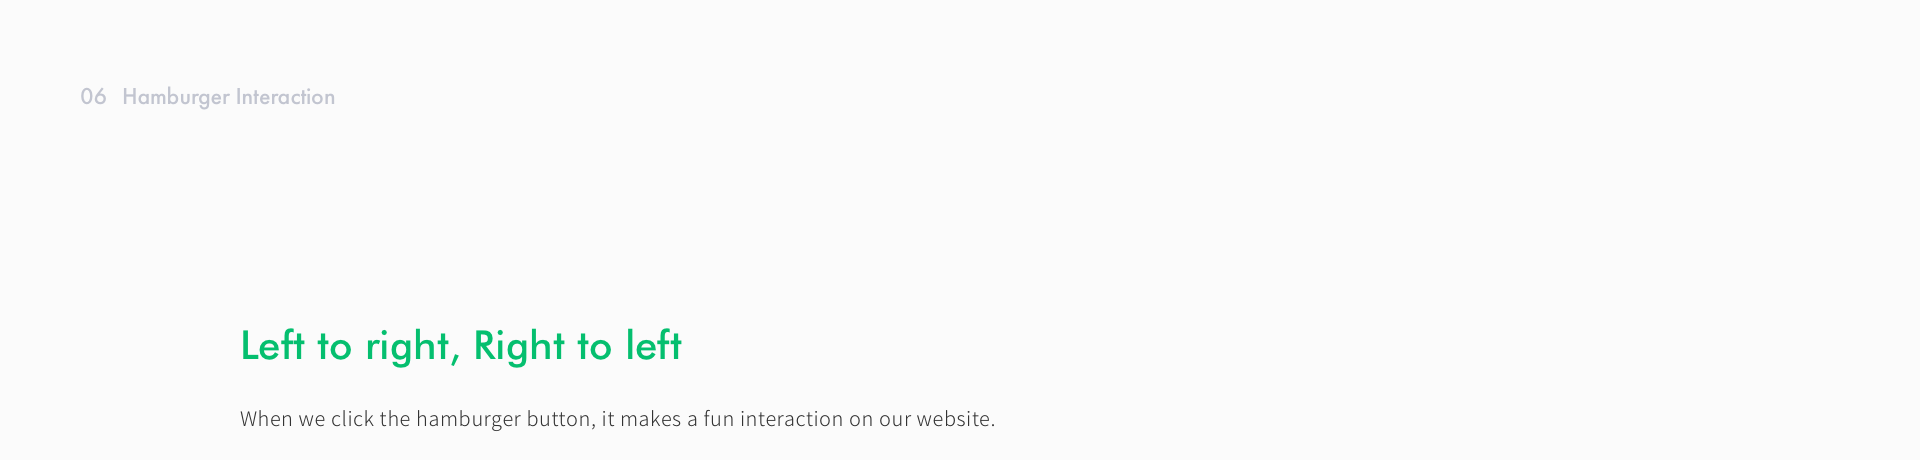 06 Hamburger Interaction
Left to right, Right to left
When we click the hamburger button, it makes a fun interaction on our website.